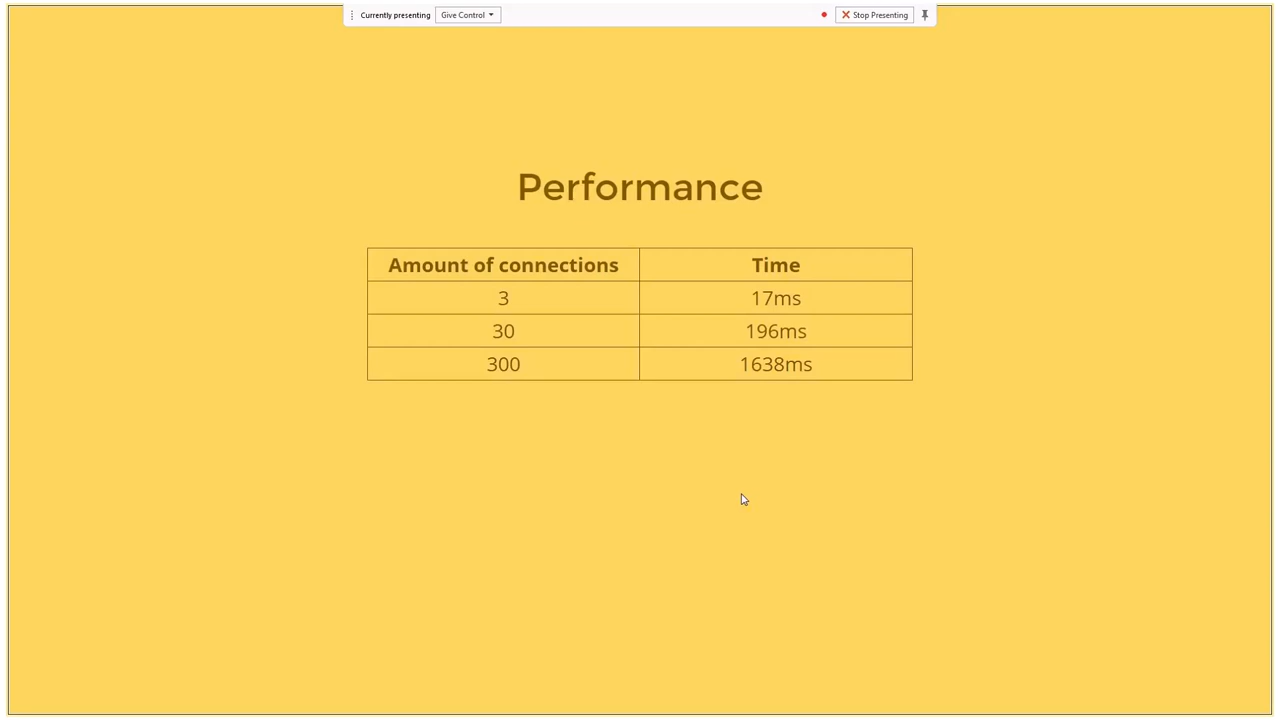 Currently presenting Give Control Stop Presenting
Performance
Amount of connections Time
3 17ms
30 196ms
300 1638ms